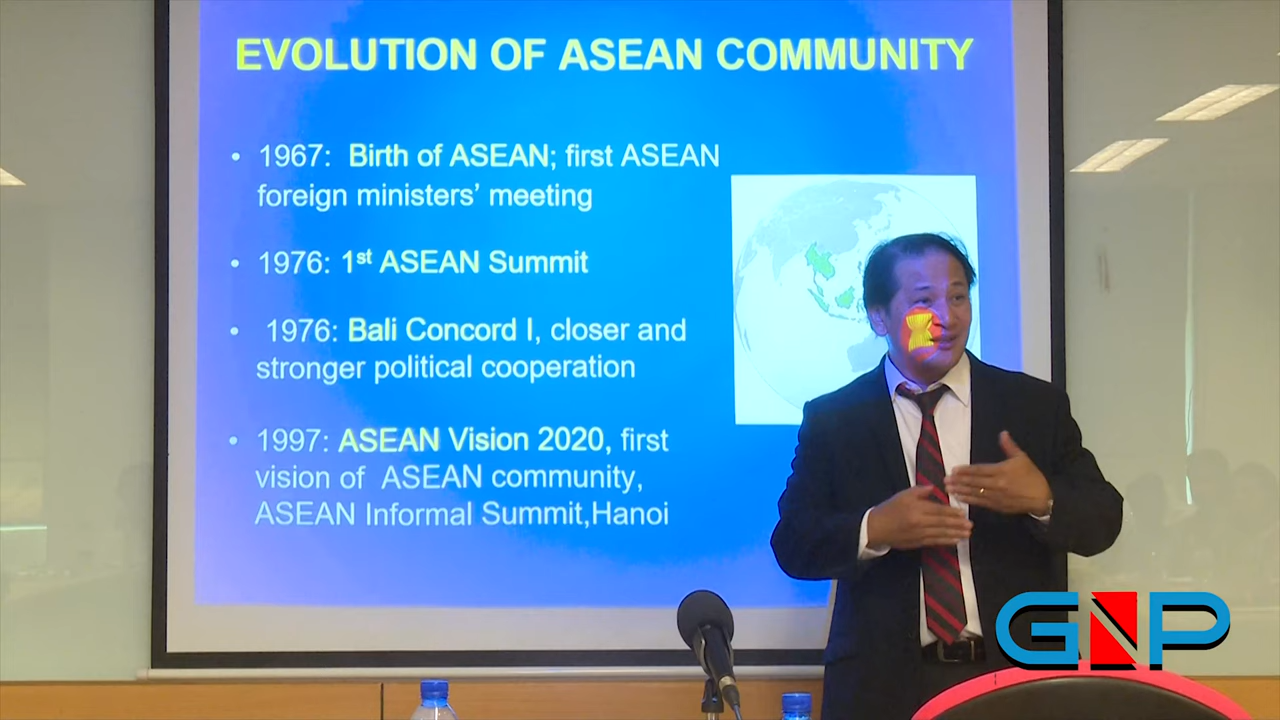 EVOLUTION OF ASEAN COMMUNITY
• 1967: Birth of ASEAN; first ASEAN
foreign ministers’ meeting
• 1976: 1st ASEAN Summit
• 1976: Bali Concord I, closer and
stronger political cooperation
• 1997: ASEAN Vision 2020, first
vision of ASEAN community,
ASEAN Informal Summit,Hanoi
GNP